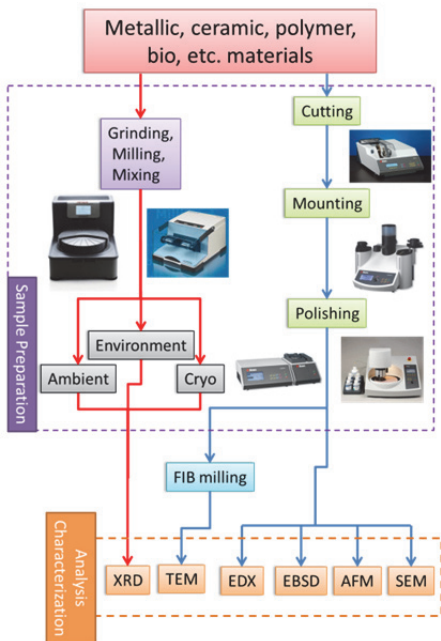 Metallic, ceramic, polymer,
bio, etc. materials
Cutting
Grinding,
Milling,
Mixing
Mounting
Polishing
Sample Preparation
Environment
Ambient
Cryo
FIB milling
Analysis
Characterization
XRD
TEM
EDX
EBSD
AFM
SEM